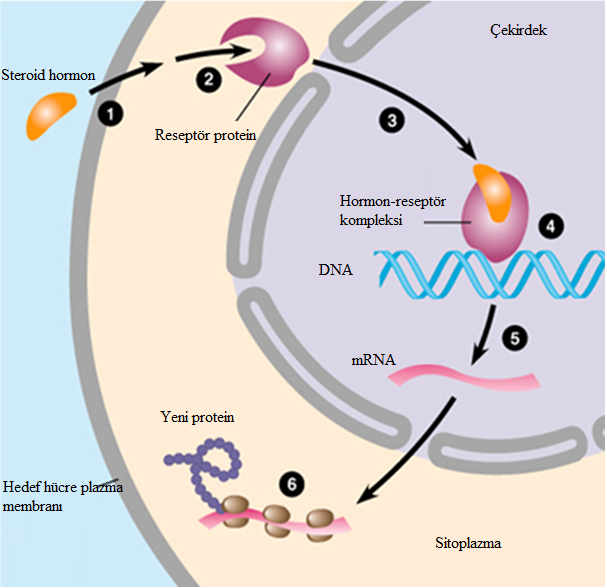 Çekirdek
Steroid hormon
1
2
Reseptör protein
3
Hormon-reseptör
kompleksi
4
DNA
5
mRNA
Yeni protein
6
Hedef hücre plazma
membranı
Sitoplazma